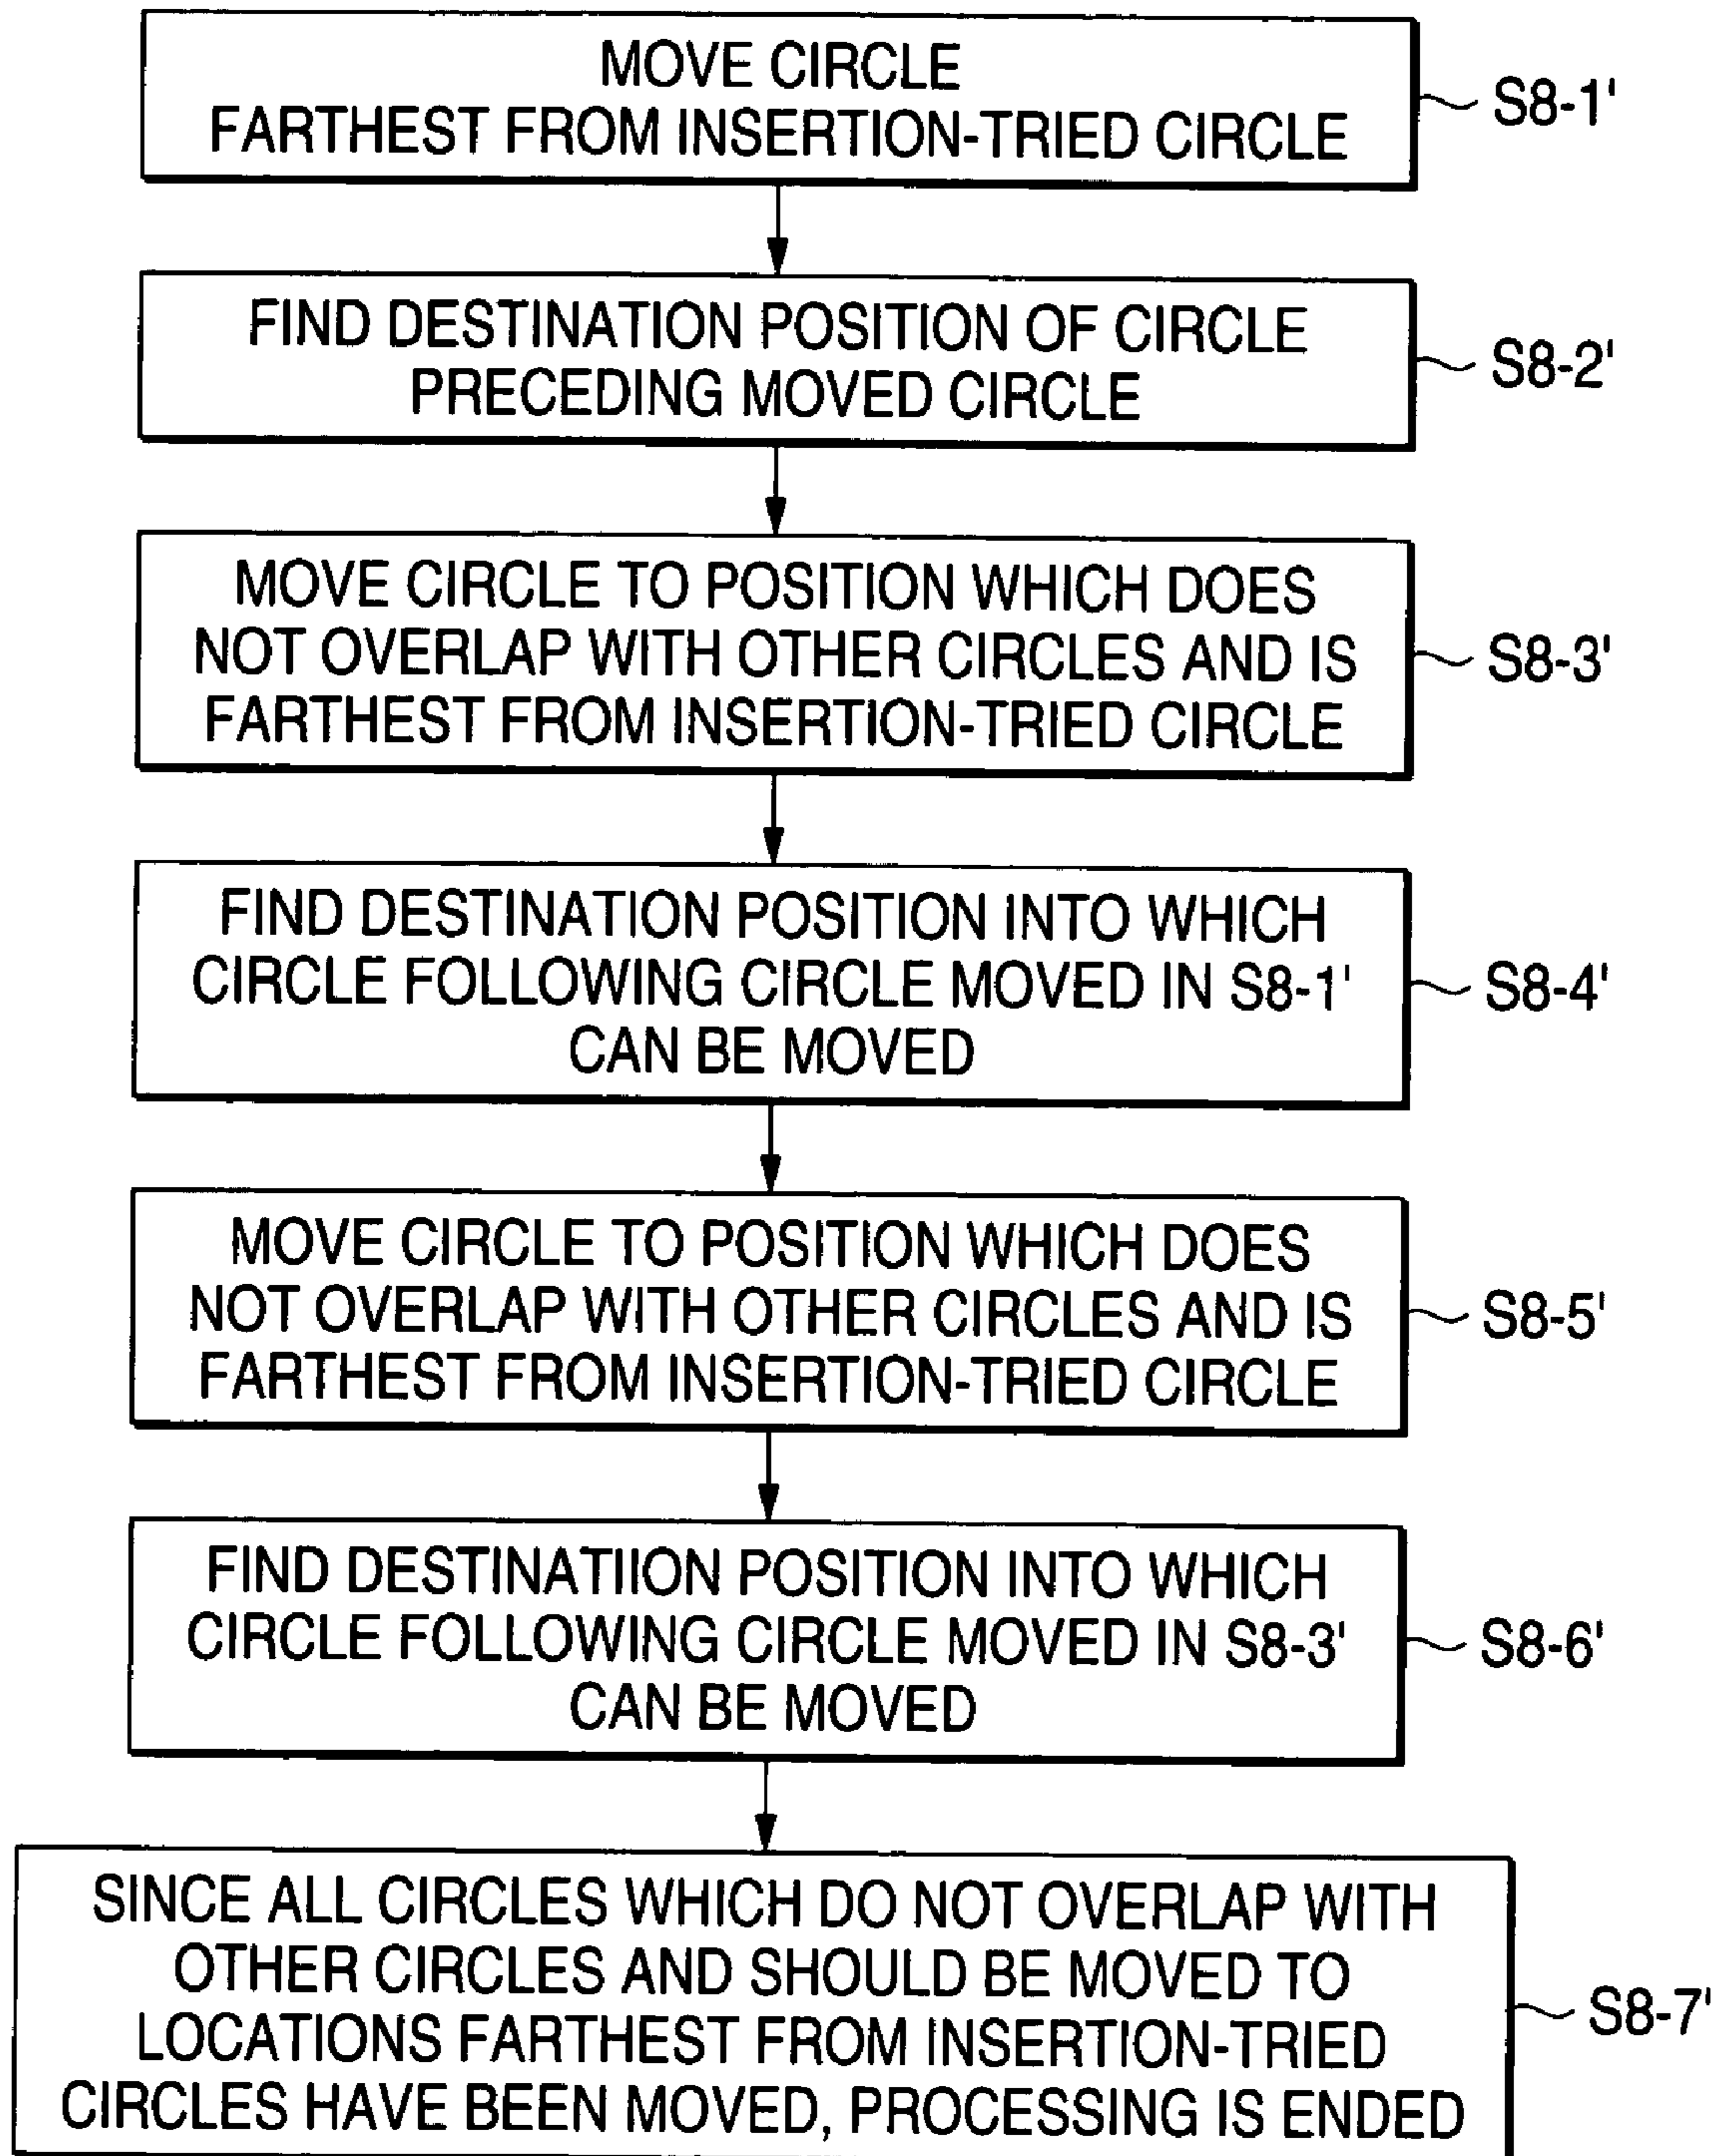 MOVE CIRCLE
FARTHEST FROM INSERTION-TRIED CIRCLE
S8-1'
FIND DESTINATION POSITION OF CIRCLE
PRECEDING MOVED CIRCLE
S8-2'
MOVE CIRCLE TO POSITION WHICH DOES
NOT OVERLAP WITH OTHER CIRCLES AND IS
FARTHEST FROM INSERTION-TRIED CIRCLE
S8-3'
FIND DESTINATION POSITION INTO WHICH
CIRCLE FOLLOWING CIRCLE MOVED IN S8-1'
CAN BE MOVED
S8-4'
MOVE CIRCLE TO POSITION WHICH DOES
NOT OVERLAP WITH OTHER CIRCLES AND IS
FARTHEST FROM INSERTION-TRIED CIRCLE
S8-5'
FIND DESTINATIION POSITION INTO WHICH
CIRCLE FOLLOWING CIRCLE MOVED IN S8-3'
CAN BE MOVED
S8-6'
SINCE ALL CIRCLES WHICH DO NOT OVERLAP WITH
OTHER CIRCLES AND SHOULD BE MOVED TO
LOCATIONS FARTHEST FROM INSERTION-TRIED
CIRCLES HAVE BEEN MOVED, PROCESSING IS ENDED
S8-7'